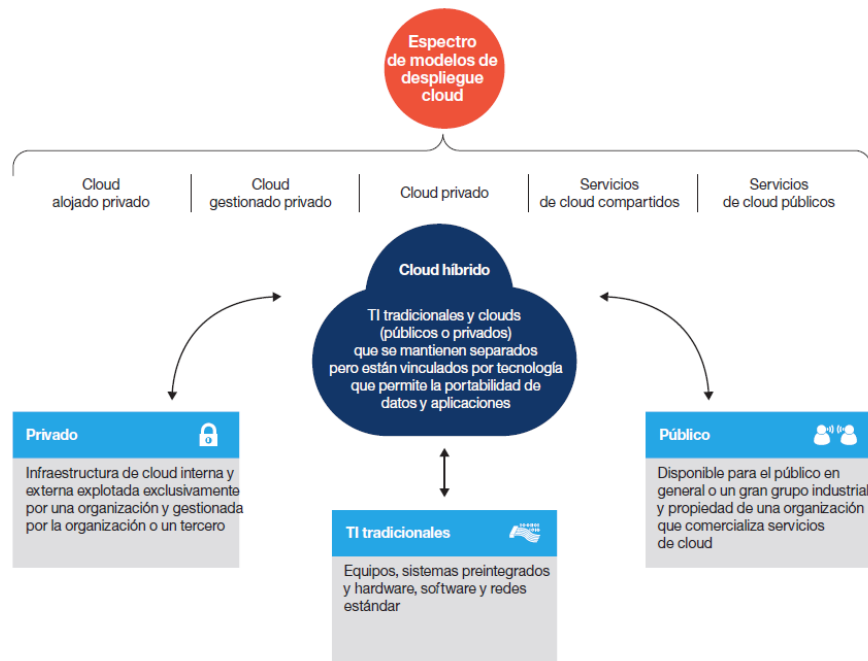 Espectro
de modelos de
despliegue
cloud
Cloud
alojado privado
Cloud
gestionado privado
Cloud privado
Servicios
de cloud compartidos
Servicios
de cloud públicos
Cloud híbrido
TI tradicionales y clouds
(públicos o privados)
que se mantienen separados
pero están vinculados por tecnología
que permite la portabilidad de
datos y aplicaciones
Privado
Infraestructura de cloud interna y
externa explotada exclusivamente
por una organización y gestionada
por la organización o un tercero
TI tradicionales
Equipos, sistemas preintegrados
y hardware, software y redes
estándar
Público
Disponible para el público en
general o un gran grupo industrial
y propiedad de una organización
que comercializa servicios
de cloud